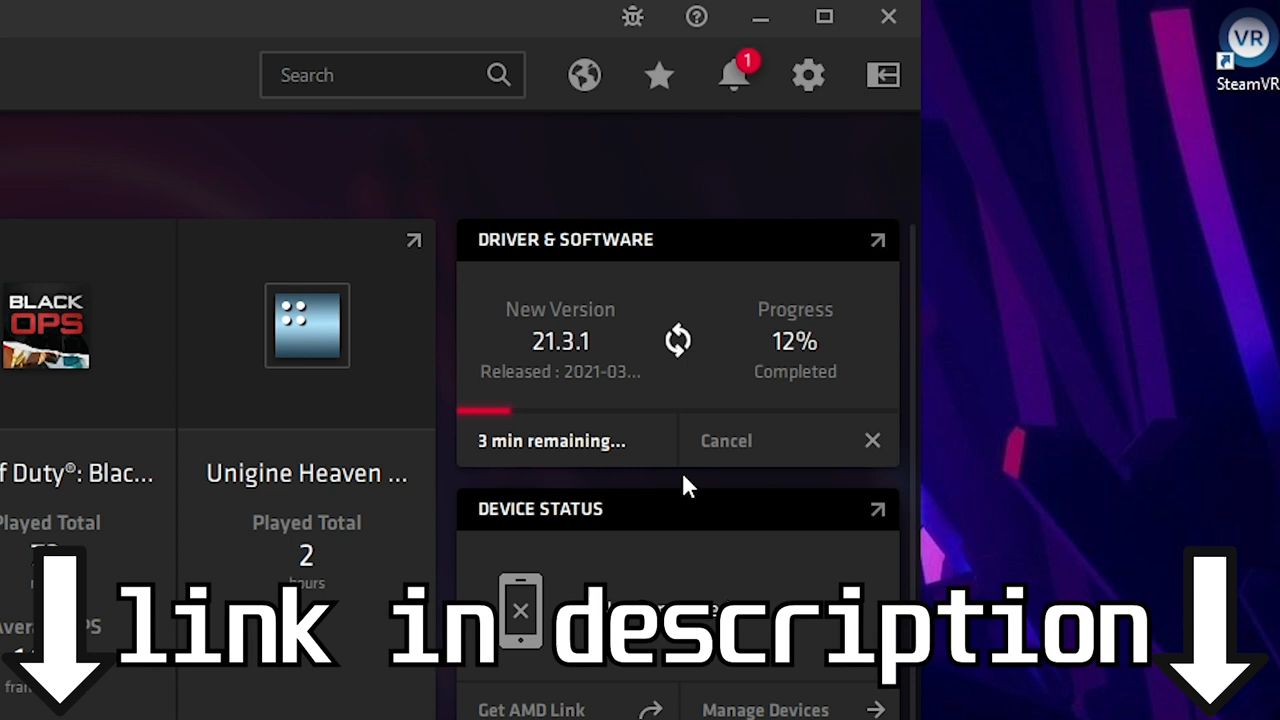 Search
1
VR
SteamVR
DRIVER & SOFTWARE
New Version
21.3.1
Released : 2021-03...
Progress
12%
Completed
3 min remaining...
Cancel
BLACK
OPS
f Duty®: Blac...
Played Total
Unigine Heaven ...
Played Total
2
hours
DEVICE STATUS
link in description
Get AMD Link
Manage Devices